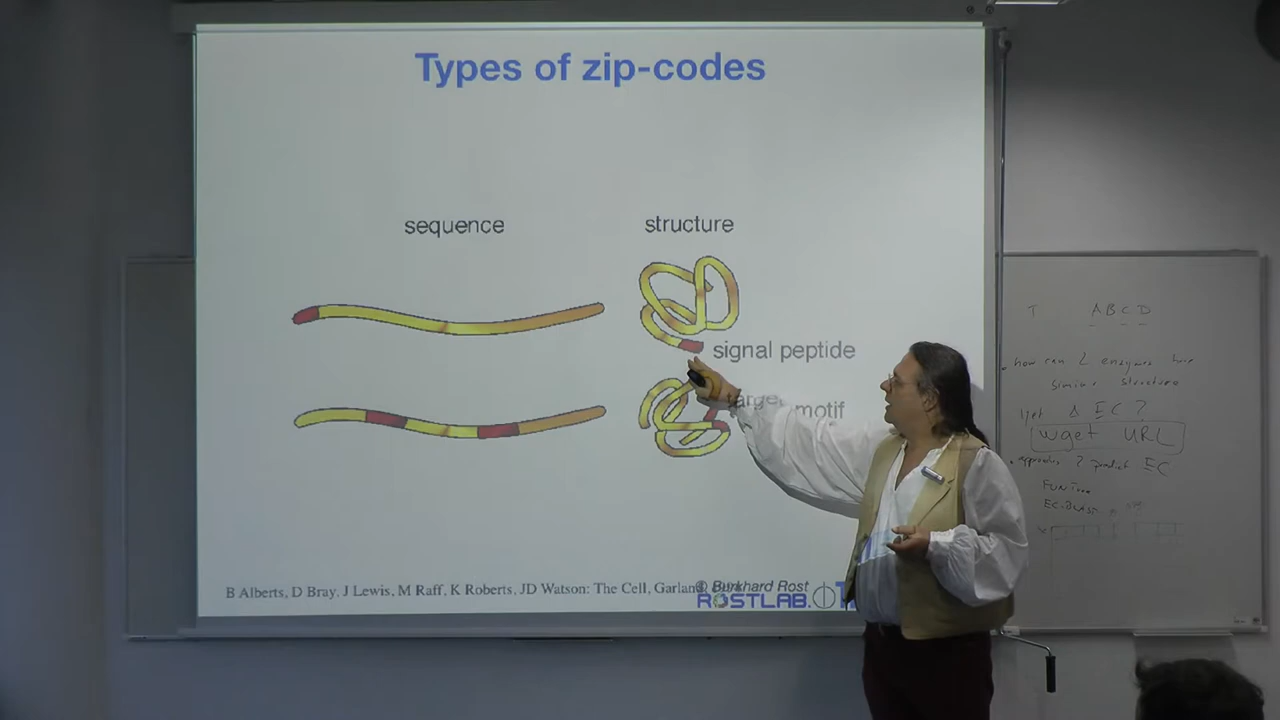 Types of zip-codes
sequence
structure
signal peptide
target motif
B Alberts, D Bray, J Lewis, M Raff, K Roberts, JD Watson: The Cell, Garland
© Burkhard Rost
ROSTLAB.
T A B C D
how can 2 enzymes have
similar structure
EC ?
wget URL
approaches ? predict EC